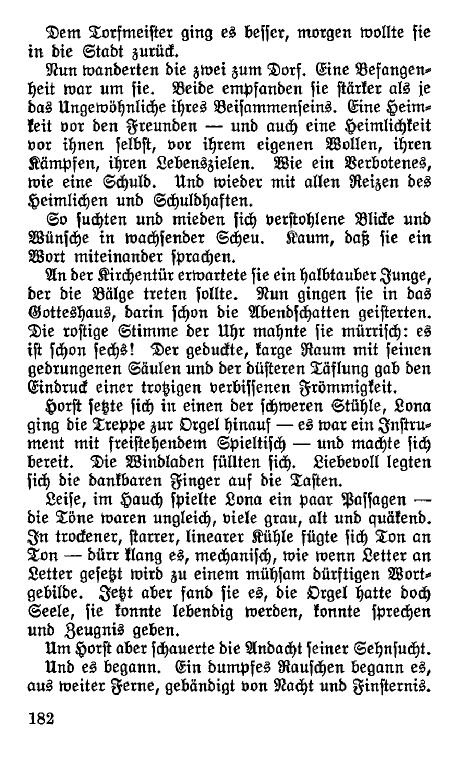 Dem Torfmeister ging es besser, morgen wollte sie
in die Stadt zurück.
Nun wanderten die zwei zum Dorf. Eine Befangen-
heit war um sie. Beide empfanden sie stärker als je
das Ungewöhnliche ihres Beisammenseins. Eine Heim-
keit vor den Freunden — und auch eine Heimlichkeit
vor ihnen selbst, vor ihrem eigenen Wollen, ihren
Kämpfen, ihren Lebenszielen. Wie ein Verbotenes,
wie eine Schuld. Und wieder mit allen Reizen des
Heimlichen und Schuldhaften.
So suchten und mieden sich verstohlene Blicke und
Wünsche in wachsender Scheu. Kaum, daß sie ein
Wort miteinander sprachen.
An der Kirchentür erwartete sie ein halbtauber Junge,
der die Bälge treten sollte. Nun gingen sie in das
Gotteshaus, darin schon die Abendschatten geisterten.
Die rostige Stimme der Uhr mahnte sie mürrisch: es
ist schon sechs! Der geduckte, karge Raum mit seinen
gedrungenen Säulen und der düsteren Täflung gab den
Eindruck einer trotzigen verbissenen Frömmigkeit.
Horst setzte sich in einen der schweren Stühle, Lona
ging die Treppe zur Orgel hinauf — es war ein Instru-
ment mit freistehendem Spieltisch — und machte sich
bereit. Die Windladen füllten sich. Liebevoll legten
sich die dankbaren Finger auf die Tasten.
Leise, im Hauch spielte Lona ein paar Passagen —
die Töne waren ungleich, viele grau, alt und quäkend.
In trockener, starrer, linearer Kühle fügte sich Ton an
Ton — dürr klang es, mechanisch, wie wenn Letter an
Letter gesetzt wird zu einem mühsam dürftigen Wort-
gebilde. Jetzt aber fand sie es, die Orgel hatte doch
Seele, sie konnte lebendig werden, konnte sprechen
und Zeugnis geben.
Um Horst aber schauerte die Andacht seiner Sehnsucht.
Und es begann. Ein dumpfes Rauschen begann es,
aus weiter Ferne, gebändigt von Nacht und Finsternis.
182